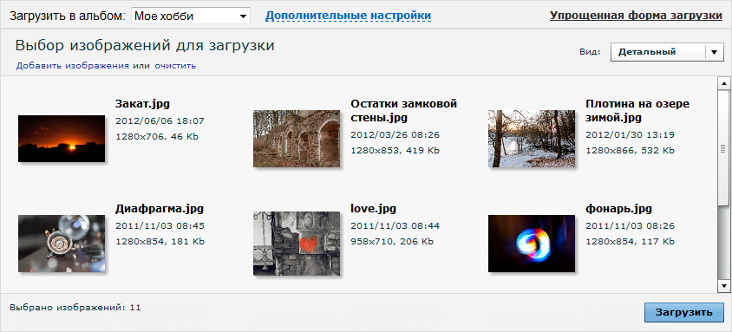 Загрузить в альбом: Мое хобби Дополнительные настройки Упрощенная форма загрузки
Выбор изображений для загрузки
Вид: Детальный
Добавить изображения или очистить
Закат.jpg
2012/06/06 18:07
1280x706, 46 Kb
Остатки замковой
стены.jpg
2012/03/26 08:26
1280x853, 419 Kb
Плотина на озере
зимой.jpg
2012/01/30 13:19
1280x866, 532 Kb
Диафрагма.jpg
2011/11/03 08:45
1280x854, 181 Kb
love.jpg
2011/11/03 08:44
958x710, 206 Kb
фонарь.jpg
2011/11/03 08:26
1280x854, 117 Kb
Выбрано изображений: 11
Загрузить